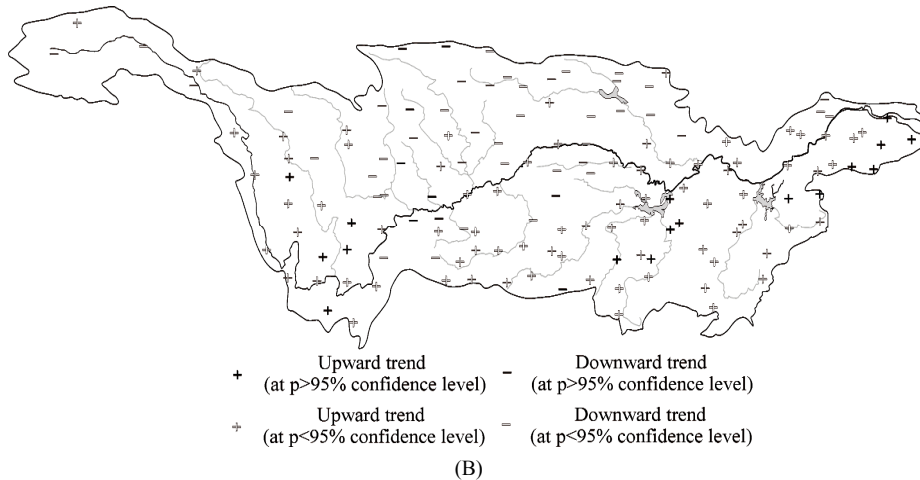 Upward trend
(at p>95% confidence level)
Downward trend
(at p>95% confidence level)
Upward trend
(at p<95% confidence level)
Downward trend
(at p<95% confidence level)
(B)